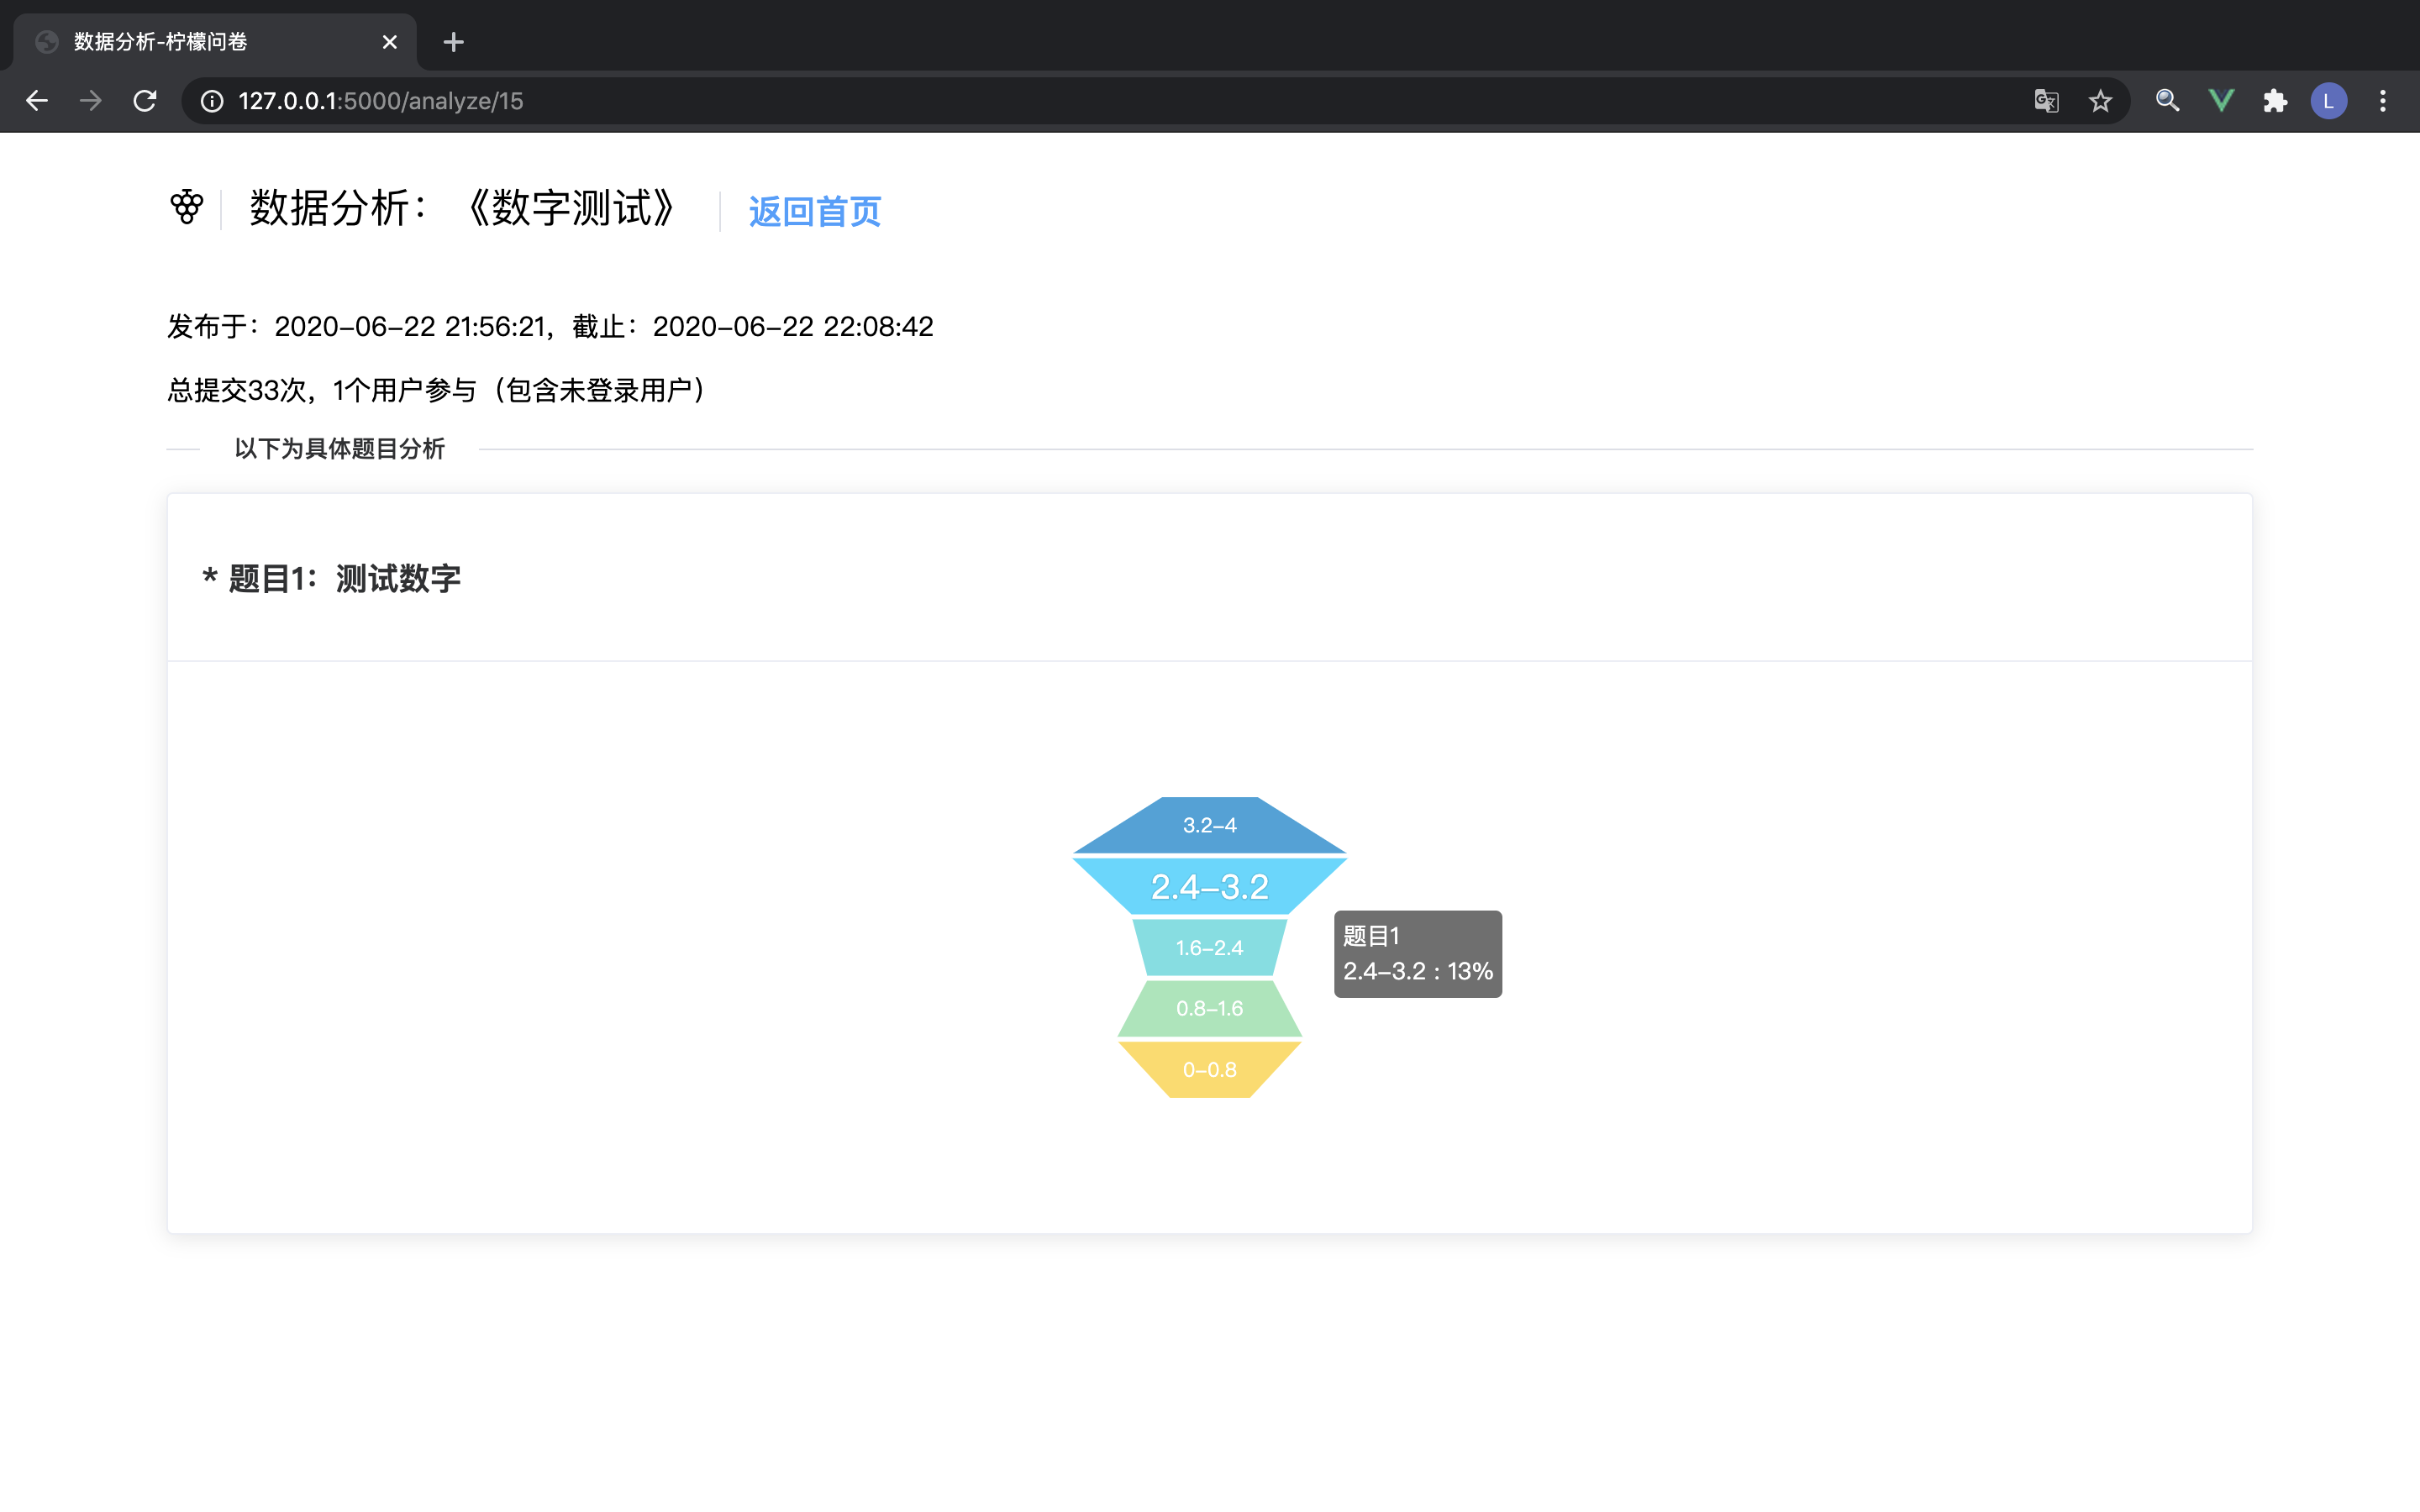 数据分析-柠檬问卷
127.0.0.1:5000/analyze/15
L
数据分析：《数字测试》
返回首页
发布于：2020-06-22 21:56:21，截止：2020-06-22 22:08:42
总提交33次，1个用户参与（包含未登录用户）
以下为具体题目分析
* 题目1：测试数字
3.2-4
2.4-3.2
1.6-2.4
0.8-1.6
0-0.8
题目1
2.4-3.2 : 13%